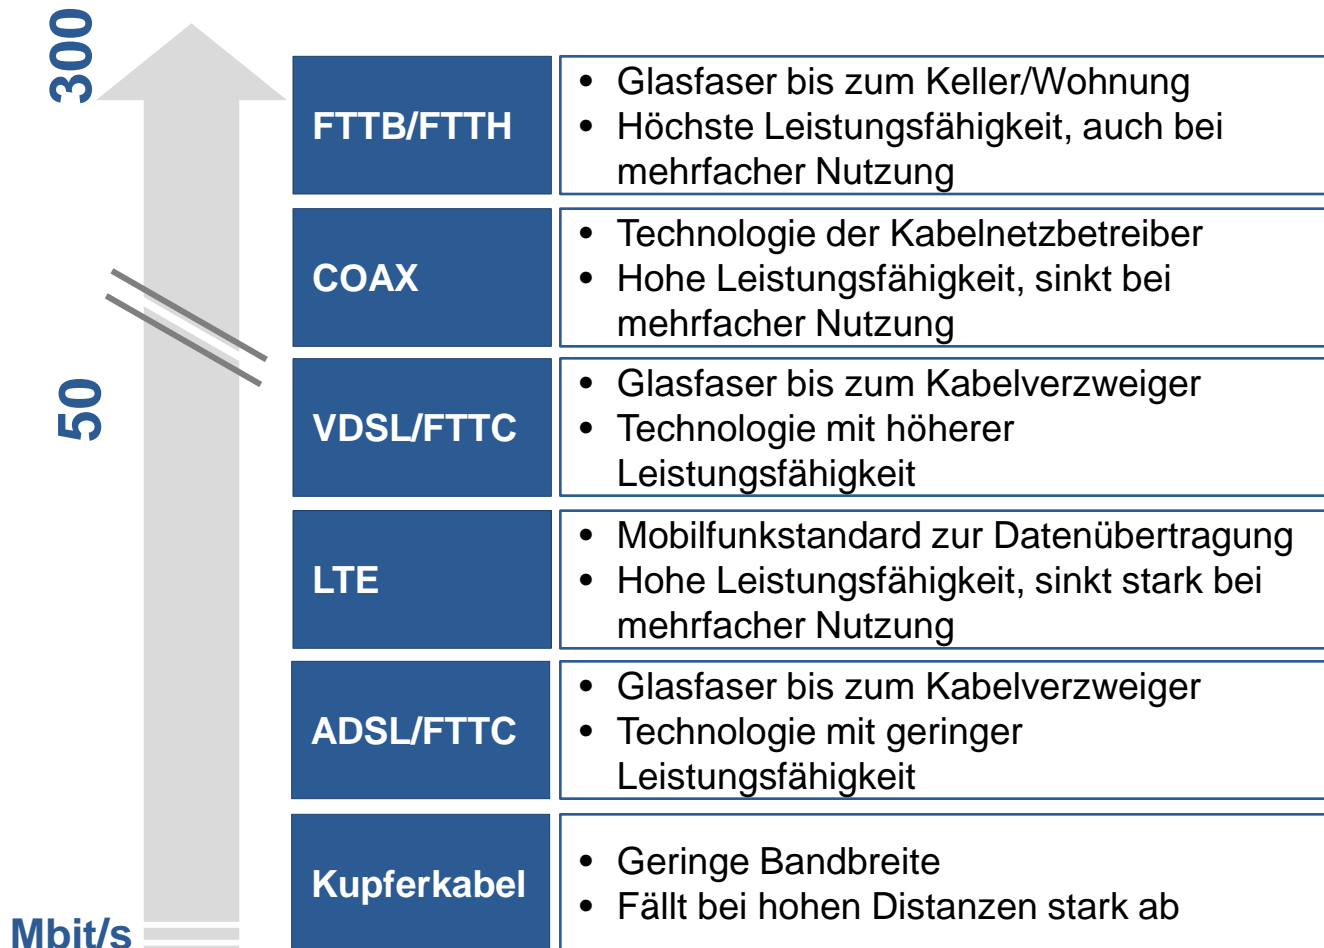 300
FTTB/FTTH
• Glasfaser bis zum Keller/Wohnung
• Höchste Leistungsfähigkeit, auch bei
mehrfacher Nutzung
COAX
• Technologie der Kabelnetzbetreiber
• Hohe Leistungsfähigkeit, sinkt bei
mehrfacher Nutzung
50
VDSL/FTTC
• Glasfaser bis zum Kabelverzweiger
• Technologie mit höherer
Leistungsfähigkeit
LTE
• Mobilfunkstandard zur Datenübertragung
• Hohe Leistungsfähigkeit, sinkt stark bei
mehrfacher Nutzung
ADSL/FTTC
• Glasfaser bis zum Kabelverzweiger
• Technologie mit geringer
Leistungsfähigkeit
Kupferkabel
• Geringe Bandbreite
• Fällt bei hohen Distanzen stark ab
Mbit/s